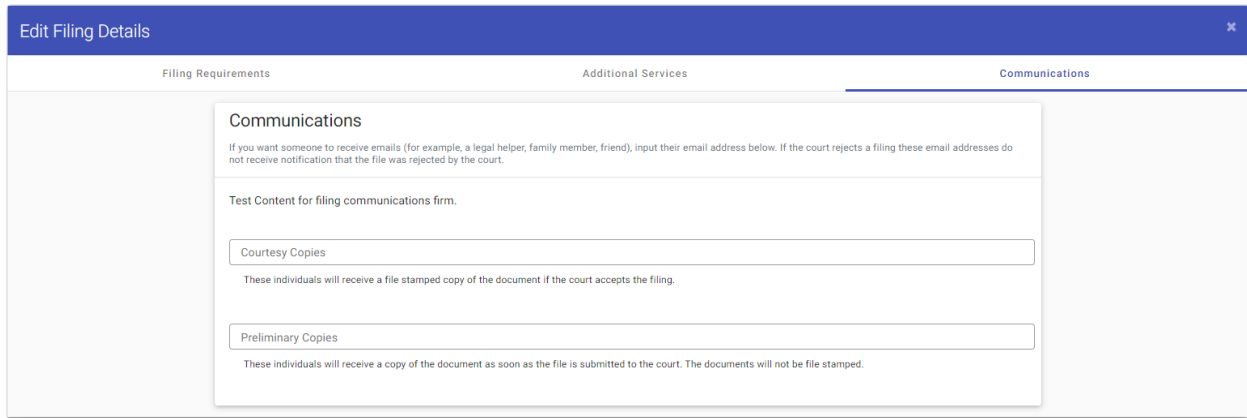 Edit Filing Details
Filing Requirements
Additional Services
Communications
Communications
If you want someone to receive emails (for example, a legal helper, family member, friend), input their email address below. If the court rejects a filing these email addresses do
not receive notification that the file was rejected by the court.
Test Content for filing communications firm.
Courtesy Copies
These individuals will receive a file stamped copy of the document if the court accepts the filing.
Preliminary Copies
These individuals will receive a copy of the document as soon as the file is submitted to the court. The documents will not be file stamped.